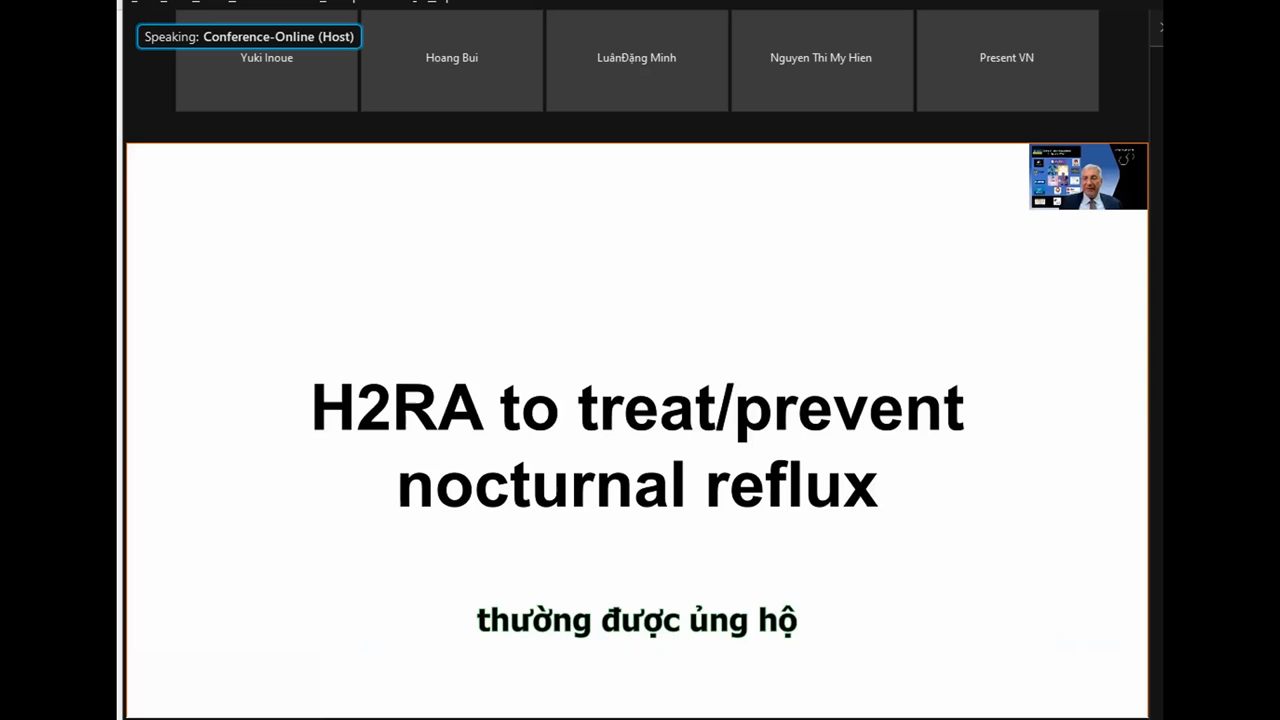 Speaking: Conference-Online (Host)
Yuki Inoue
Hoang Bui
LuânĐặng Minh
Nguyen Thi My Hien
Present VN
H2RA to treat/prevent
nocturnal reflux
thường được ủng hộ